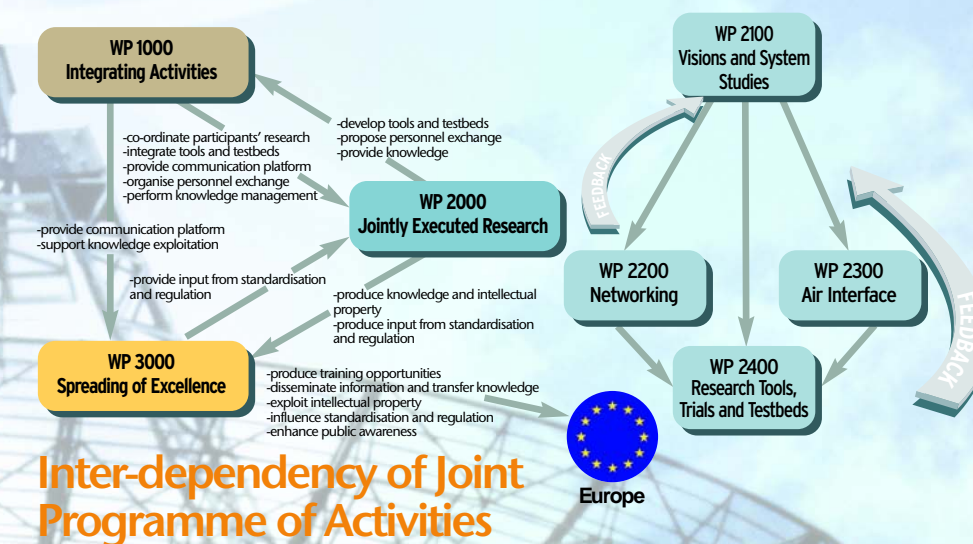 WP 1000
Integrating Activities
-co-ordinate participants' research
-integrate tools and testbeds
-provide communication platform
-organise personnel exchange
-perform knowledge management
-develop tools and testbeds
-propose personnel exchange
-provide knowledge
WP 2000
Jointly Executed Research
-provide communication platform
-support knowledge exploitation
-provide input from standardisation
and regulation
-produce knowledge and intellectual
property
-produce input from standardisation
and regulation
WP 3000
Spreading of Excellence
-produce training opportunities
-disseminate information and transfer knowledge
-exploit intellectual property
-influence standardisation and regulation
-enhance public awareness
Europe
WP 2100
Visions and System
Studies
FEEDBACK
WP 2200
Networking
WP 2300
Air Interface
FEEDBACK
WP 2400
Research Tools,
Trials and Testbeds
Inter-dependency of Joint
Programme of Activities